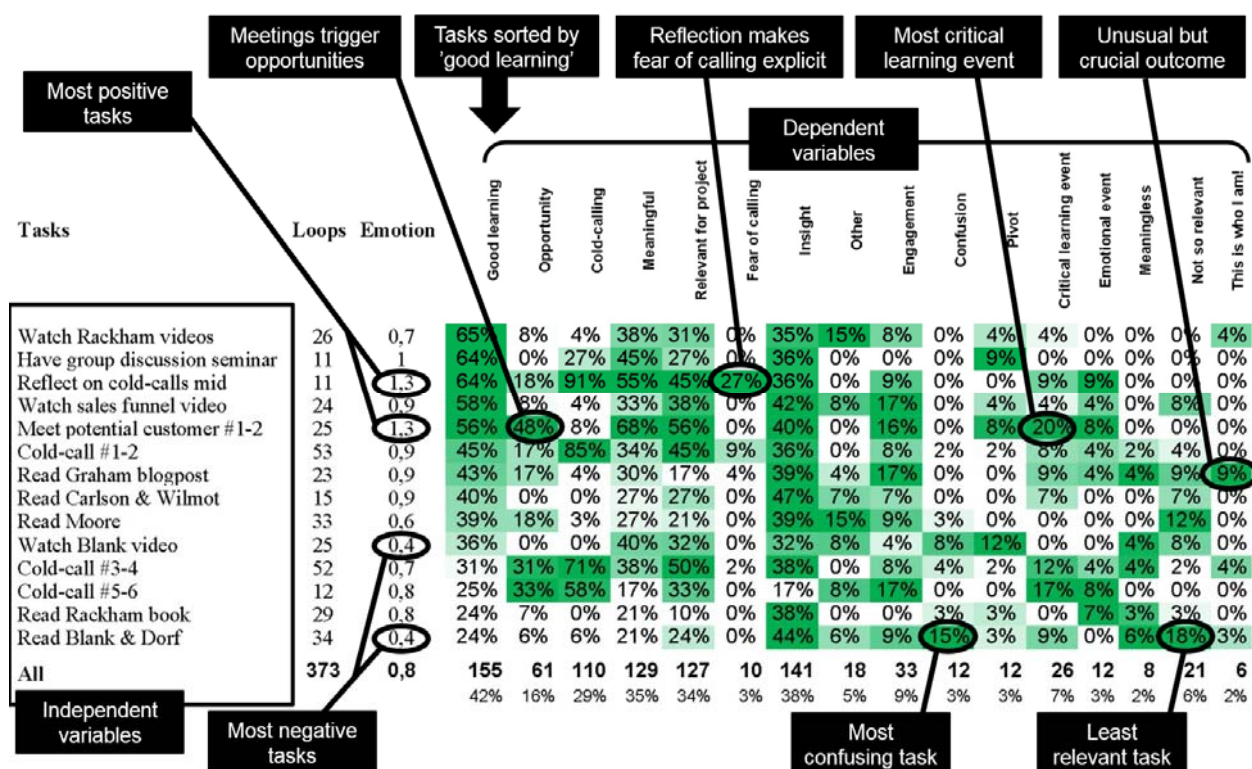 Meetings trigger
opportunities
Tasks sorted by
'good learning'
Reflection makes
fear of calling explicit
Most critical
learning event
Unusual but
crucial outcome
Most positive
tasks
Dependent
variables
Tasks Loops Emotion Good learning Opportunity Cold-calling Meaningful Relevant for project Fear of calling Insight Other Engagement Confusion Pivot Critical learning event Emotional event Meaningless Not so relevant This is who I am!
Watch Rackham videos 26 0,7 65% 8% 4% 38% 31% 0% 35% 15% 8% 0% 4% 4% 0% 0% 0% 4%
Have group discussion seminar 11 1 64% 0% 27% 45% 27% 0% 36% 0% 0% 0% 9% 0% 0% 0% 0% 0%
Reflect on cold-calls mid 11 1,3 64% 18% 91% 55% 45% 27% 36% 0% 9% 0% 0% 9% 9% 0% 0% 0%
Watch sales funnel video 24 0,9 58% 8% 4% 33% 38% 0% 42% 8% 17% 0% 4% 4% 4% 0% 8% 0%
Meet potential customer #1-2 25 1,3 56% 48% 8% 68% 56% 0% 40% 0% 16% 0% 8% 20% 8% 0% 0% 0%
Cold-call #1-2 53 0,9 45% 17% 85% 34% 45% 9% 36% 0% 8% 2% 2% 8% 4% 2% 4% 0%
Read Graham blogpost 23 0,9 43% 17% 4% 30% 17% 4% 39% 4% 17% 0% 0% 9% 4% 4% 9% 9%
Read Carlson & Wilmot 15 0,9 40% 0% 0% 27% 27% 0% 47% 7% 7% 0% 0% 7% 0% 0% 7% 0%
Read Moore 33 0,6 39% 18% 3% 27% 21% 0% 39% 15% 9% 3% 0% 0% 0% 0% 12% 0%
Watch Blank video 25 0,4 36% 0% 0% 40% 32% 0% 32% 8% 4% 8% 12% 0% 0% 4% 8% 0%
Cold-call #3-4 52 0,7 31% 31% 71% 38% 50% 2% 38% 0% 8% 4% 2% 12% 4% 4% 2% 4%
Cold-call #5-6 12 0,8 25% 33% 58% 17% 33% 0% 17% 8% 17% 0% 0% 17% 8% 0% 0% 0%
Read Rackham book 29 0,8 24% 7% 0% 21% 10% 0% 38% 0% 0% 3% 3% 0% 7% 3% 3% 0%
Read Blank & Dorf 34 0,4 24% 6% 6% 21% 24% 0% 44% 6% 9% 15% 3% 9% 0% 6% 18% 3%
All 373 0,8 155 61 110 129 127 10 141 18 33 12 12 26 12 8 21 6
42% 16% 29% 35% 34% 3% 38% 5% 9% 3% 3% 7% 3% 2% 6% 2%
Independent
variables
Most negative
tasks
Most
confusing task
Least
relevant task